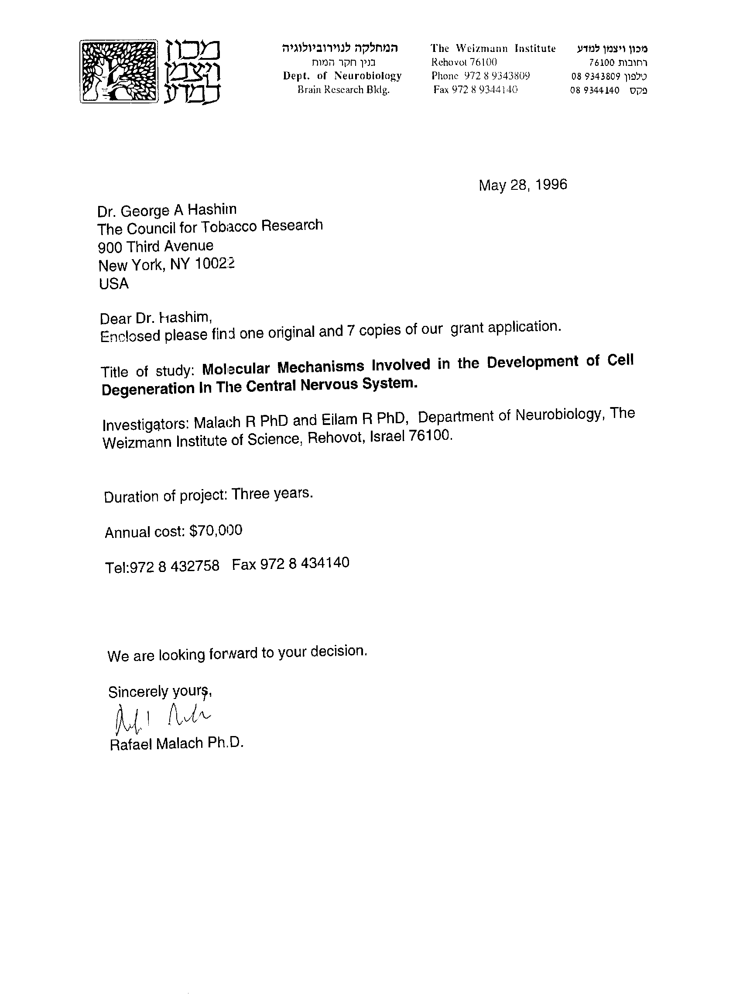 מכון
ויצמן
למדע
המחלקה לנוירוביולוגיה
בנין חקר המוח
Dept. of Neurobiology
Brain Research Bldg.
The Weizmann Institute
Rehovot 76100
Phone 972 8 9343809
Fax 972 8 9344140
מכון ויצמן למדע
רחובות 76100
טלפון 08 9343809
פקס 08 9344140
May 28, 1996
Dr. George A Hashim
The Council for Tobacco Research
900 Third Avenue
New York, NY 10022
USA
Dear Dr. Hashim,
Enclosed please find one original and 7 copies of our grant application.
Title of study: Molecular Mechanisms Involved in the Development of Cell
Degeneration In The Central Nervous System.
Investigators: Malach R PhD and Eilam R PhD, Department of Neurobiology, The
Weizmann Institute of Science, Rehovot, Israel 76100.
Duration of project: Three years.
Annual cost: $70,000
Tel:972 8 432758 Fax 972 8 434140
We are looking forward to your decision.
Sincerely yours,
Rafael Malach Ph.D.